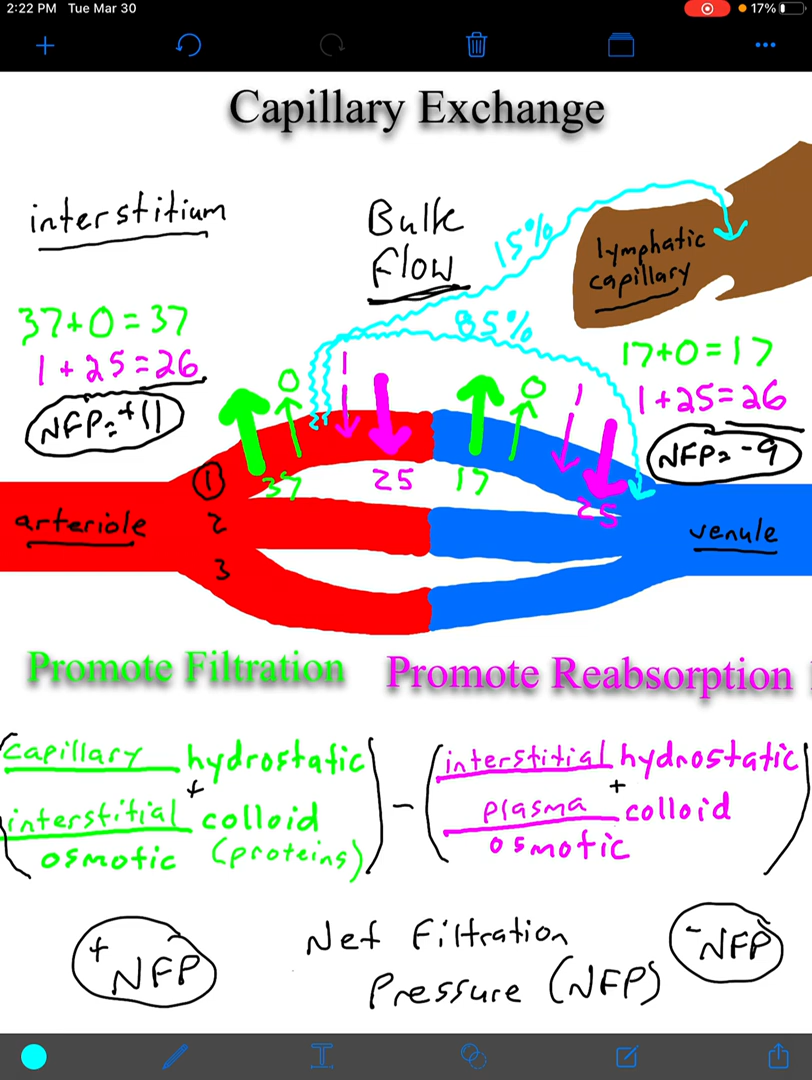 2:22 PM Tue Mar 30
17%
Capillary Exchange
interstitium
Bulk
Flow
15%
lymphatic
capillary
85%
37+0=37
1+25=26
NFP=+11
17+0=17
1+25=26
NFP=-9
0
1
0
1
37
25
17
25
1
2
3
arteriole
venule
Promote Filtration
Promote Reabsorption
(capillary hydrostatic
+
interstitial colloid
osmotic (proteins))
-
(interstitial hydrostatic
+
plasma colloid
osmotic)
+NFP
Net Filtration
Pressure (NFP)
-NFP